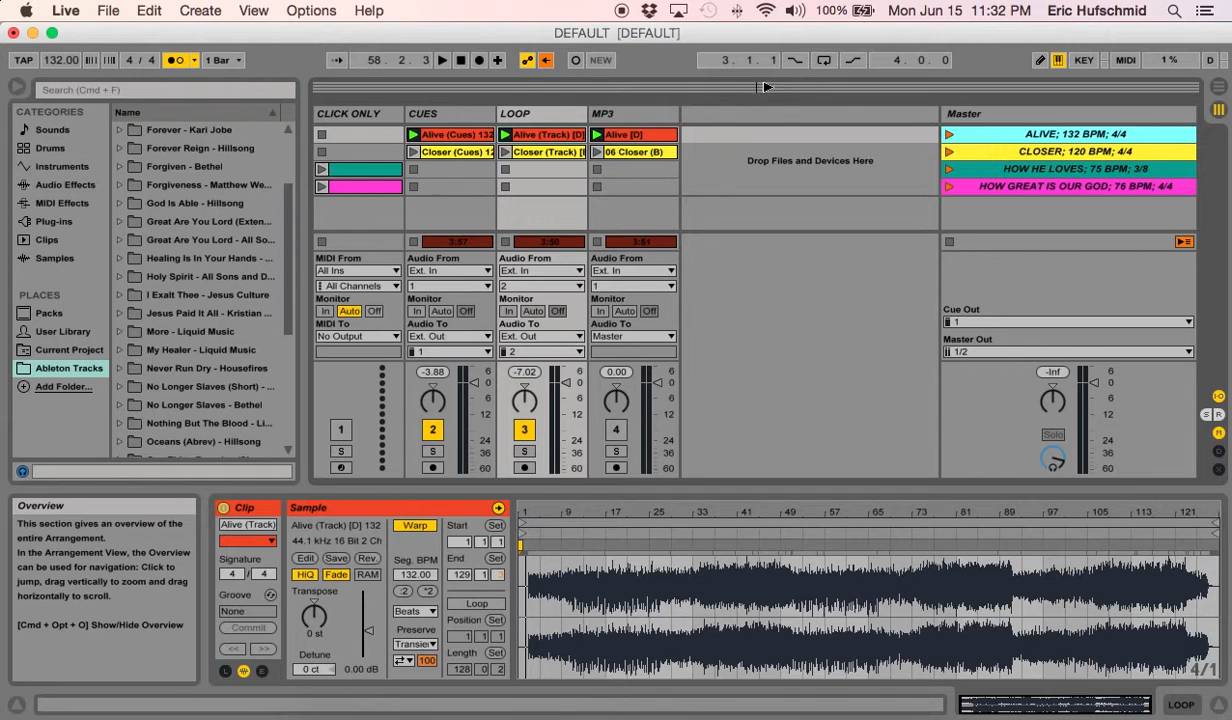 Live File Edit Create View Options Help 100% Mon Jun 15 11:32 PM Eric Hufschmid
DEFAULT [DEFAULT]
TAP 132.00 4 / 4 1 Bar 58. 2. 3 NEW 3. 1. 1 4. 0. 0 KEY MIDI 1 % D
Search (Cmd + F)
CATEGORIES
Sounds
Drums
Instruments
Audio Effects
MIDI Effects
Plug-ins
Clips
Samples
PLACES
Packs
User Library
Current Project
Ableton Tracks
Add Folder...
Name
Forever - Kari Jobe
Forever Reign - Hillsong
Forgiven - Bethel
Forgiveness - Matthew We...
God Is Able - Hillsong
Great Are You Lord (Exten...
Great Are You Lord - All So...
Healing Is In Your Hands - ...
Holy Spirit - All Sons and D...
I Exalt Thee - Jesus Culture
Jesus Paid It All - Kristian ...
More - Liquid Music
My Healer - Liquid Music
Never Run Dry - Housefires
No Longer Slaves (Short) - ...
No Longer Slaves - Bethel
Nothing But The Blood - Li...
Oceans (Abrev) - Hillsong
CLICK ONLY CUES LOOP MP3 Master
Alive (Cues) 132 Alive (Track) [D] Alive [D] ALIVE; 132 BPM; 4/4
Closer (Cues) 12 Closer (Track) [ 06 Closer (B) CLOSER; 120 BPM; 4/4
Drop Files and Devices Here
HOW HE LOVES; 75 BPM; 3/8
HOW GREAT IS OUR GOD; 76 BPM; 4/4
3:57 3:50 3:51
MIDI From Audio From Audio From Audio From
All Ins Ext. In Ext. In Ext. In
All Channels 1 2 1
Monitor Monitor Monitor Monitor
In Auto Off In Auto Off In Auto Off In Auto Off
MIDI To Audio To Audio To Audio To
No Output Ext. Out Ext. Out Master
1 2
Cue Out
1
Master Out
1/2
-3.88 -7.02 0.00 -Inf
6 6 6 6
0 0 0 0
12 12 12 12
1 2 3 4
24 24 24 24
S S S S Solo
36 36 36 36
60 60 60 60
I·O
S R
M
D
Overview
This section gives an overview of the
entire Arrangement.
In the Arrangement View, the Overview
can be used for navigation: Click to
jump, drag vertically to zoom and drag
horizontally to scroll.
[Cmd + Opt + O] Show/Hide Overview
Clip
Alive (Track)
Signature
4 / 4
Groove
None
Commit
<< >>
L E
Sample
Alive (Track) [D] 132
44.1 kHz 16 Bit 2 Ch
Edit Save Rev.
HiQ Fade RAM
Transpose
0 st
Detune
0 ct 0.00 dB
Warp
Seg. BPM
132.00
:2 *2
Beats
Preserve
Transie
100
Start Set
1 1 1
End Set
129 1
Loop
Position Set
1 1 1
Length Set
128 0 2
1 9 17 25 33 41 49 57 65 73 81 89 97 105 113 121
4/1
LOOP